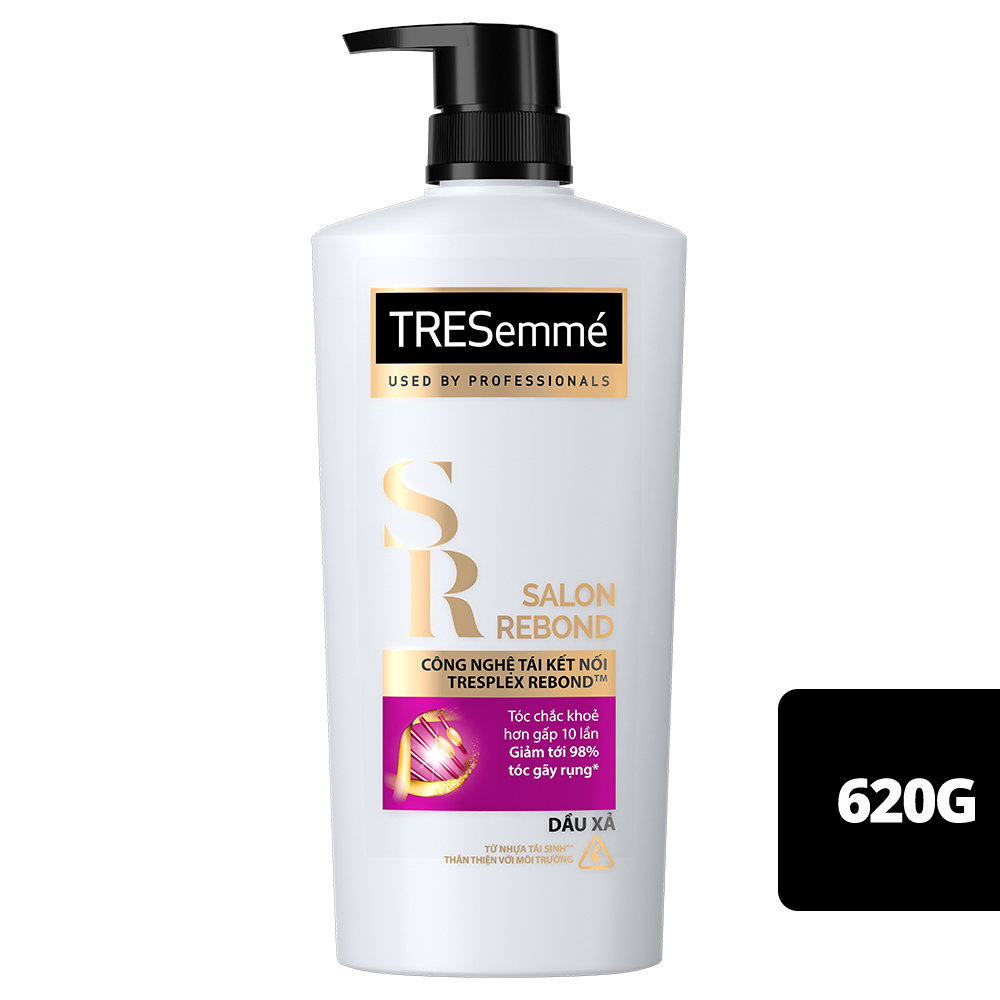 TRESemmé
USED BY PROFESSIONALS
SR
SALON
REBOND
CÔNG NGHỆ TÁI KẾT NỐI
TRESPLEX REBOND™
Tóc chắc khoẻ
hơn gấp 10 lần
Giảm tới 98%
tóc gãy rụng*
DẦU XẢ
TỪ NHỰA TÁI SINH**
THÂN THIỆN VỚI MÔI TRƯỜNG
620G